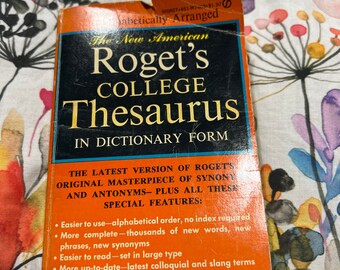 Alphabetically Arranged
The New American
Roget's
COLLEGE
Thesaurus
IN DICTIONARY FORM
THE LATEST VERSION OF ROGET'S
ORIGINAL MASTERPIECE OF SYNONY
AND ANTONYMS—PLUS ALL THESE
SPECIAL FEATURES:
• Easier to use—alphabetical order, no index required
• More complete—thousands of new words, new
phrases, new synonyms
• Easier to read—set in large type
• More up-to-date—latest colloquial and slang terms